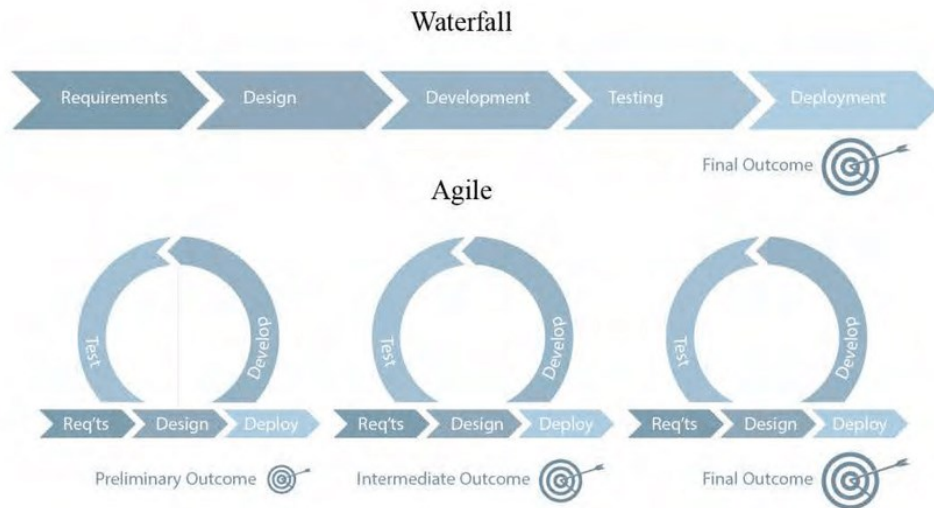 Waterfall
Requirements Design Development Testing Deployment
Final Outcome
Agile
Test Develop Test Develop Test Develop
Req'ts Design Deploy Req'ts Design Deploy Req'ts Design Deploy
Preliminary Outcome Intermediate Outcome Final Outcome